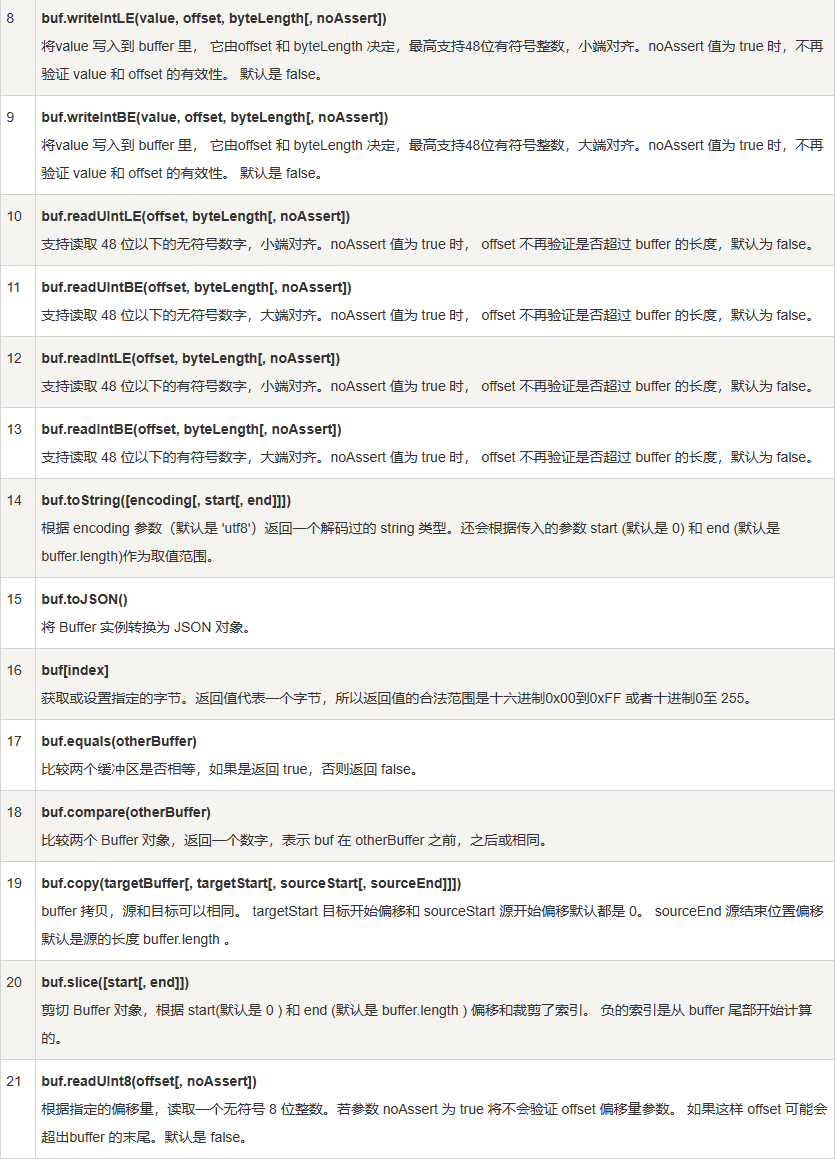 8
buf.writeIntLE(value, offset, byteLength[, noAssert])
将value 写入到 buffer 里， 它由offset 和 byteLength 决定，最高支持48位有符号整数，小端对齐。noAssert 值为 true 时，不再
验证 value 和 offset 的有效性。 默认是 false。
9
buf.writeIntBE(value, offset, byteLength[, noAssert])
将value 写入到 buffer 里， 它由offset 和 byteLength 决定，最高支持48位有符号整数，大端对齐。noAssert 值为 true 时，不再
验证 value 和 offset 的有效性。 默认是 false。
10
buf.readUIntLE(offset, byteLength[, noAssert])
支持读取 48 位以下的无符号数字，小端对齐。noAssert 值为 true 时， offset 不再验证是否超过 buffer 的长度，默认为 false。
11
buf.readUIntBE(offset, byteLength[, noAssert])
支持读取 48 位以下的无符号数字，大端对齐。noAssert 值为 true 时， offset 不再验证是否超过 buffer 的长度，默认为 false。
12
buf.readIntLE(offset, byteLength[, noAssert])
支持读取 48 位以下的有符号数字，小端对齐。noAssert 值为 true 时， offset 不再验证是否超过 buffer 的长度，默认为 false。
13
buf.readIntBE(offset, byteLength[, noAssert])
支持读取 48 位以下的有符号数字，大端对齐。noAssert 值为 true 时， offset 不再验证是否超过 buffer 的长度，默认为 false。
14
buf.toString([encoding[, start[, end]]])
根据 encoding 参数（默认是 'utf8'）返回一个解码过的 string 类型。还会根据传入的参数 start (默认是 0) 和 end (默认是
buffer.length)作为取值范围。
15
buf.toJSON()
将 Buffer 实例转换为 JSON 对象。
16
buf[index]
获取或设置指定的字节。返回值代表一个字节，所以返回值的合法范围是十六进制0x00到0xFF 或者十进制0至 255。
17
buf.equals(otherBuffer)
比较两个缓冲区是否相等，如果是返回 true，否则返回 false。
18
buf.compare(otherBuffer)
比较两个 Buffer 对象，返回一个数字，表示 buf 在 otherBuffer 之前，之后或相同。
19
buf.copy(targetBuffer[, targetStart[, sourceStart[, sourceEnd]]])
buffer 拷贝，源和目标可以相同。 targetStart 目标开始偏移和 sourceStart 源开始偏移默认都是 0。 sourceEnd 源结束位置偏移
默认是源的长度 buffer.length 。
20
buf.slice([start[, end]])
剪切 Buffer 对象，根据 start(默认是 0 ) 和 end (默认是 buffer.length ) 偏移和裁剪了索引。 负的索引是从 buffer 尾部开始计算
的。
21
buf.readUInt8(offset[, noAssert])
根据指定的偏移量，读取一个无符号 8 位整数。若参数 noAssert 为 true 将不会验证 offset 偏移量参数。 如果这样 offset 可能会
超出buffer 的末尾。默认是 false。